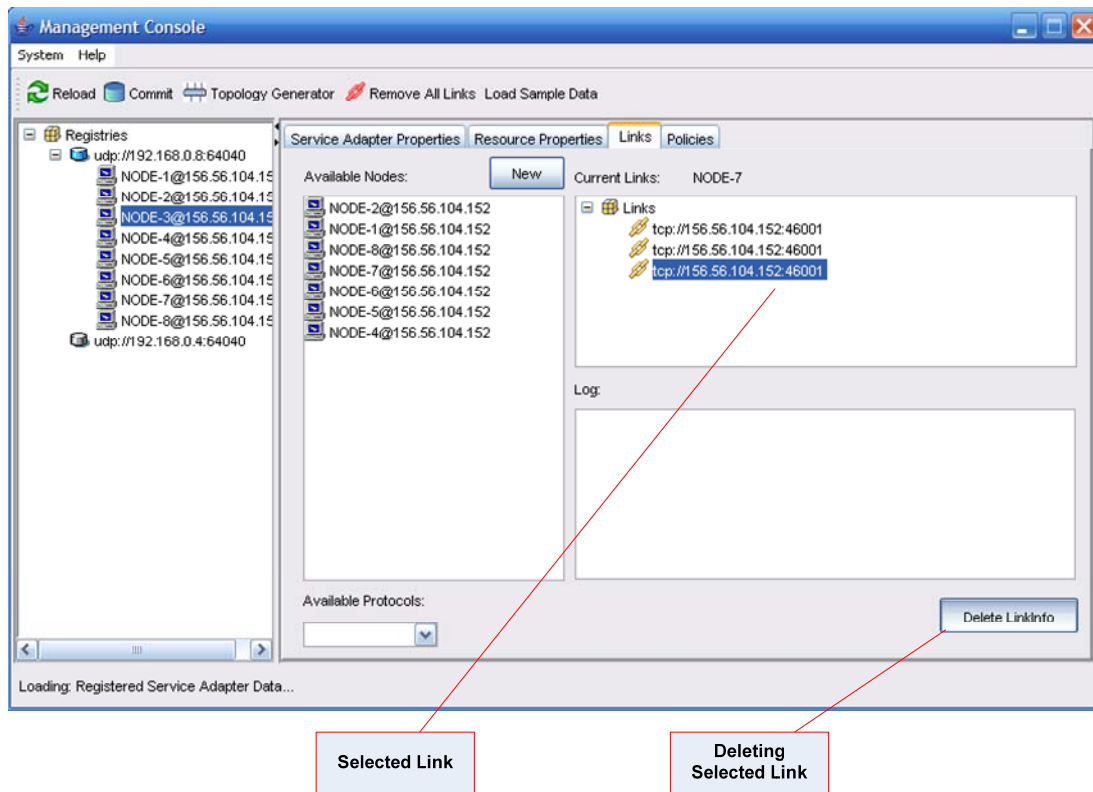 Management Console
System Help
Reload Commit Topology Generator Remove All Links Load Sample Data
Registries
udp://192.168.0.8:64040
NODE-1@156.56.104.15
NODE-2@156.56.104.15
NODE-3@156.56.104.15
NODE-4@156.56.104.15
NODE-5@156.56.104.15
NODE-6@156.56.104.15
NODE-7@156.56.104.15
NODE-8@156.56.104.15
udp://192.168.0.4:64040
Service Adapter Properties Resource Properties Links Policies
Available Nodes: New
NODE-2@156.56.104.152
NODE-1@156.56.104.152
NODE-8@156.56.104.152
NODE-7@156.56.104.152
NODE-6@156.56.104.152
NODE-5@156.56.104.152
NODE-4@156.56.104.152
Available Protocols:
Current Links: NODE-7
Links
tcp://156.56.104.152:46001
tcp://156.56.104.152:46001
tcp://156.56.104.152:46001
Log:
Delete LinkInfo
Loading: Registered Service Adapter Data...
Selected Link
Deleting
Selected Link